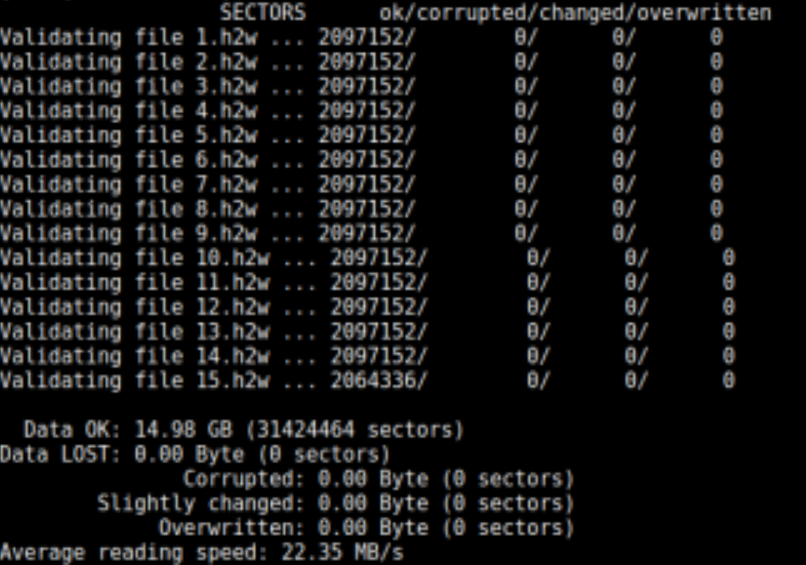 SECTORS      ok/corrupted/changed/overwritten
Validating file 1.h2w ... 2097152/        0/      0/      0
Validating file 2.h2w ... 2097152/        0/      0/      0
Validating file 3.h2w ... 2097152/        0/      0/      0
Validating file 4.h2w ... 2097152/        0/      0/      0
Validating file 5.h2w ... 2097152/        0/      0/      0
Validating file 6.h2w ... 2097152/        0/      0/      0
Validating file 7.h2w ... 2097152/        0/      0/      0
Validating file 8.h2w ... 2097152/        0/      0/      0
Validating file 9.h2w ... 2097152/        0/      0/      0
Validating file 10.h2w ... 2097152/        0/      0/      0
Validating file 11.h2w ... 2097152/        0/      0/      0
Validating file 12.h2w ... 2097152/        0/      0/      0
Validating file 13.h2w ... 2097152/        0/      0/      0
Validating file 14.h2w ... 2097152/        0/      0/      0
Validating file 15.h2w ... 2064336/        0/      0/      0
Data OK: 14.98 GB (31424464 sectors)
Data LOST: 0.00 Byte (0 sectors)
Corrupted: 0.00 Byte (0 sectors)
Slightly changed: 0.00 Byte (0 sectors)
Overwritten: 0.00 Byte (0 sectors)
Average reading speed: 22.35 MB/s